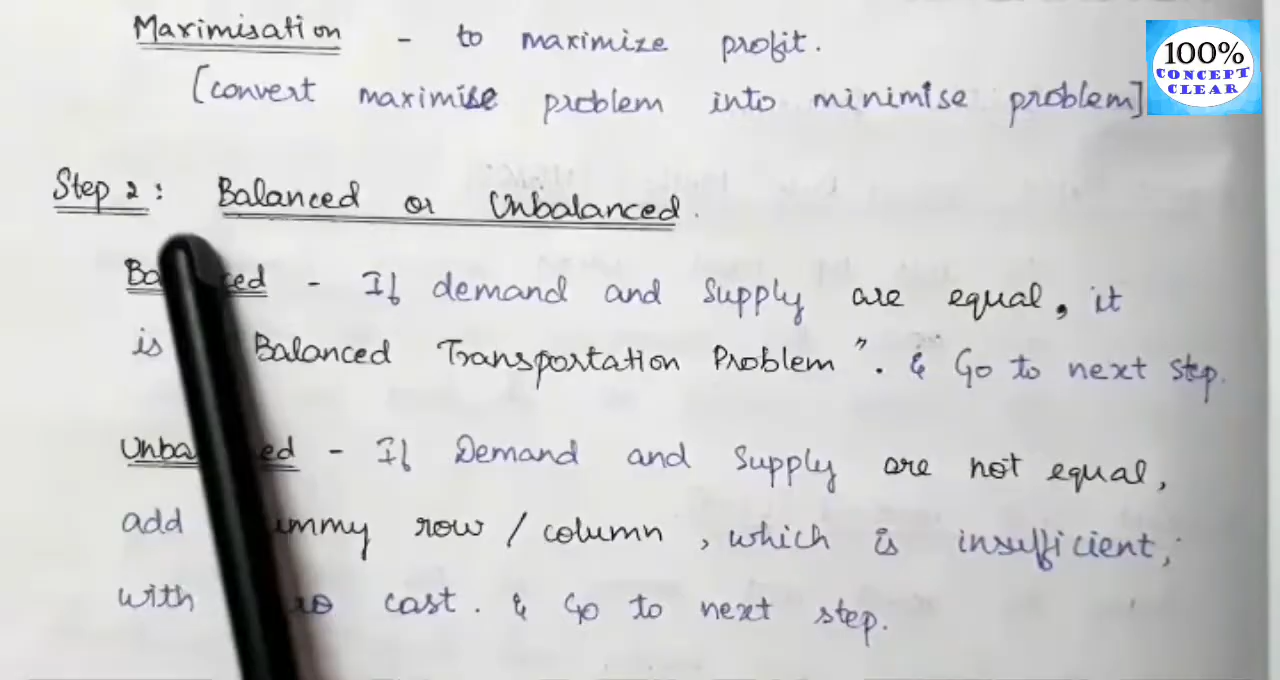 Maximisation - to maximize profit.
[convert maximise problem into minimise problem]
100%
CONCEPT
CLEAR
Step 2: Balanced or Unbalanced.
- If demand and supply are equal, it
is Balanced Transportation Problem". & Go to next step.
- If Demand and supply are not equal,
add row / column, which is insufficient,
with cost. & Go to next step.